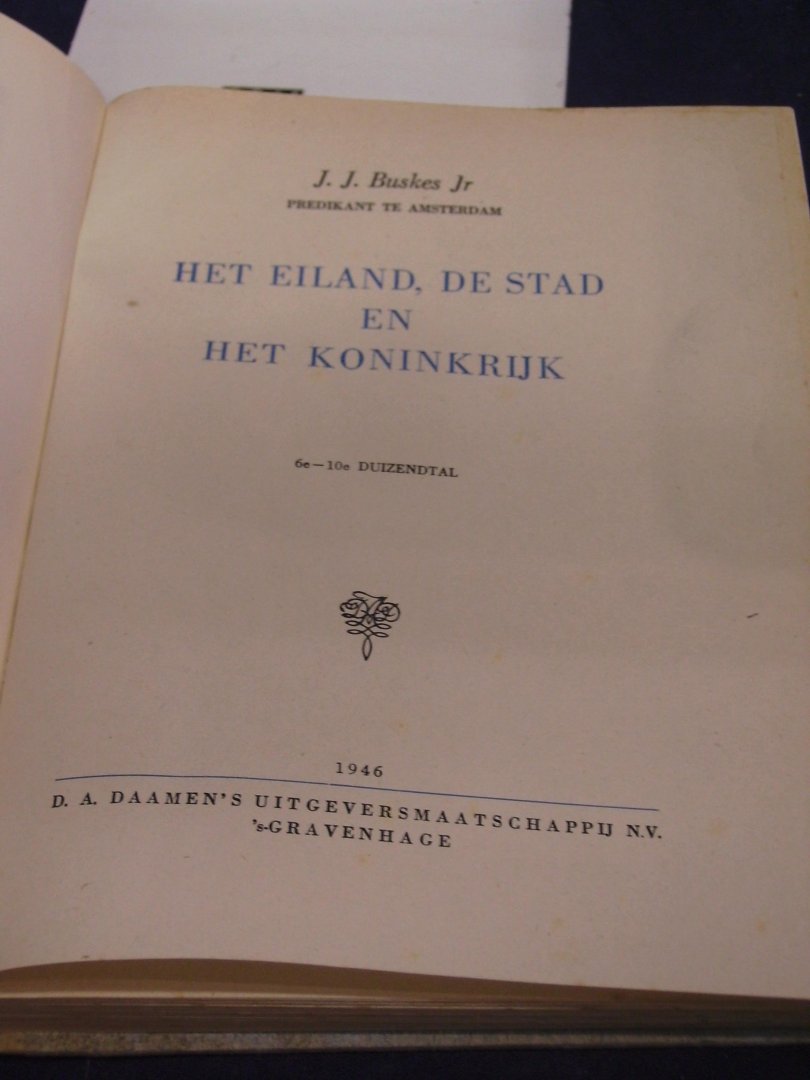 J. J. Buskes Jr
PREDIKANT TE AMSTERDAM
HET EILAND, DE STAD
EN
HET KONINKRIJK
6e—10e DUIZENDTAL
1946
D. A. DAAMEN'S UITGEVERSMAATSCHAPPIJ N.V.
's-GRAVENHAGE